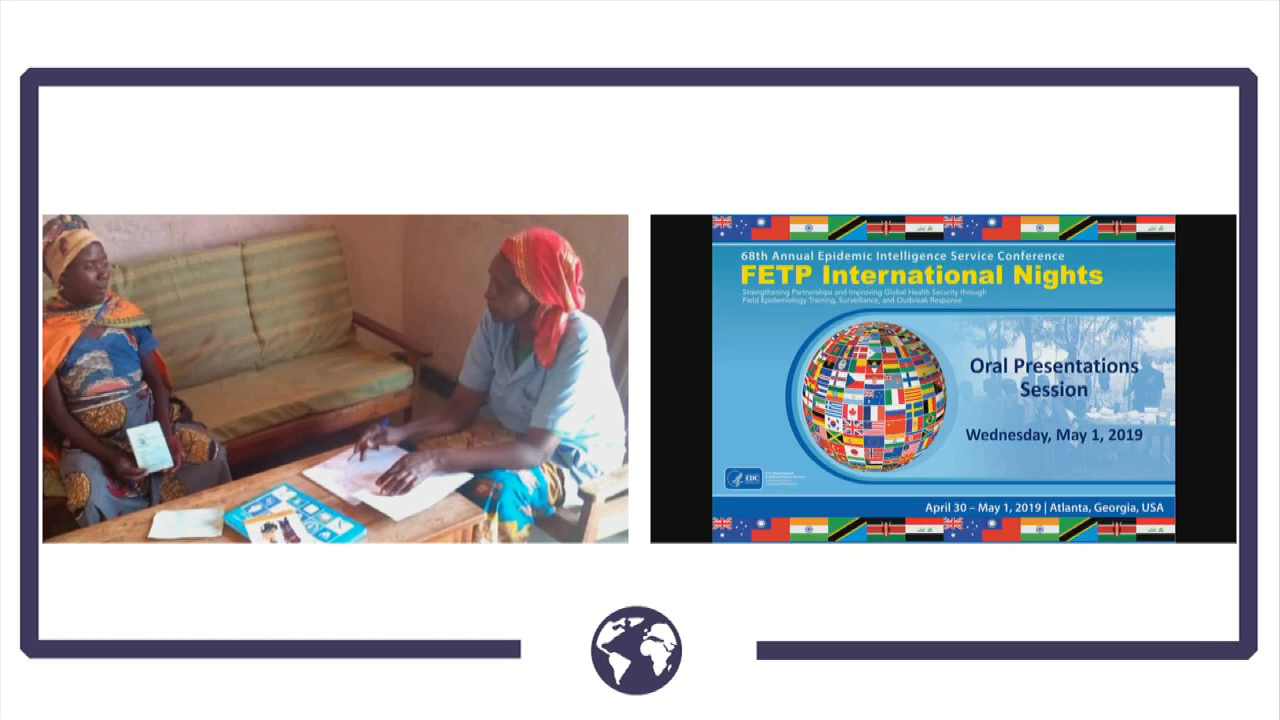 68th Annual Epidemic Intelligence Service Conference
FETP International Nights
Strengthening Partnerships and Improving Global Health Security through
Field Epidemiology Training, Surveillance, and Outbreak Response
Oral Presentations
Session
Wednesday, May 1, 2019
CDC
April 30 – May 1, 2019 | Atlanta, Georgia, USA